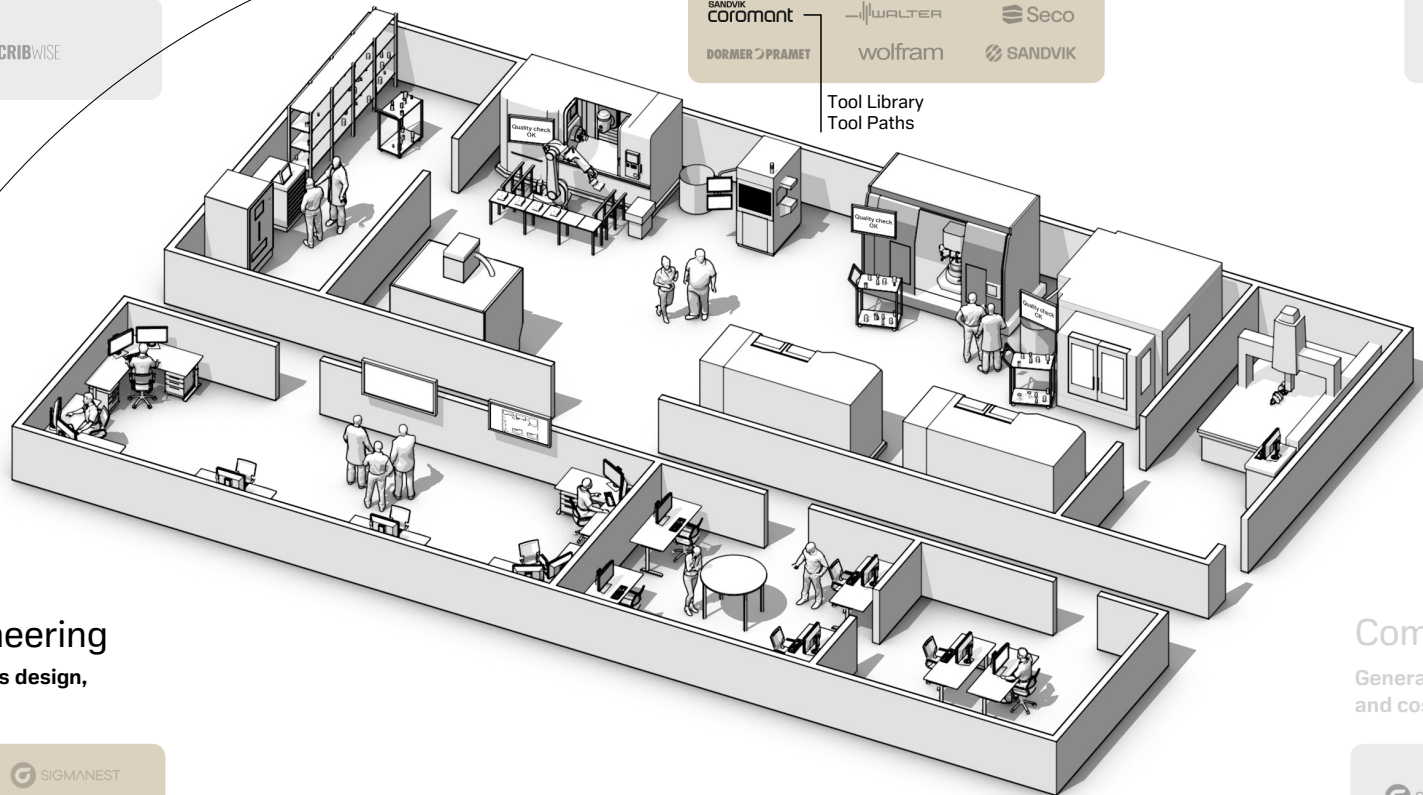 CRIBWISE
SANDVIK
coromant
WALTER
Seco
DORMER PRAMET
wolfram
SANDVIK
Tool Library
Tool Paths
Quality check
OK
Quality check
OK
Quality check
OK
neering
s design,
SIGMANEST
Com
Genera
and cos